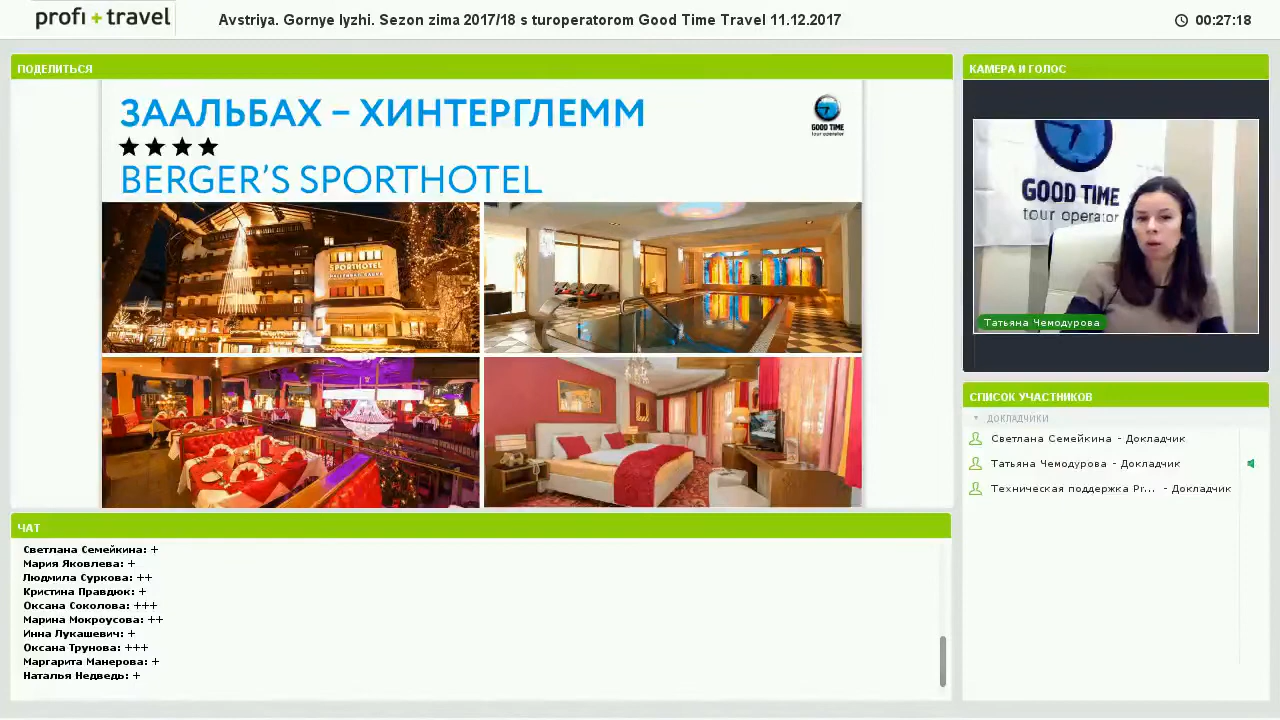 profi + travel
Avstriya. Gornye lyzhi. Sezon zima 2017/18 s turoperatorom Good Time Travel 11.12.2017
00:27:18
ПОДЕЛИТЬСЯ
ЗААЛЬБАХ – ХИНТЕРГЛЕММ
BERGER'S SPORTHOTEL
GOOD TIME
tour operator
SPORTHOTEL
КАМЕРА И ГОЛОС
GOOD TIME
tour operator
Татьяна Чемодурова
СПИСОК УЧАСТНИКОВ
ДОКЛАДЧИКИ
Светлана Семейкина - Докладчик
Татьяна Чемодурова - Докладчик
Техническая поддержка Pr... - Докладчик
ЧАТ
Светлана Семейкина: +
Мария Яковлева: +
Людмила Суркова: ++
Кристина Правдюк: +
Оксана Соколова: +++
Марина Мокроусова: ++
Инна Лукашевич: +
Оксана Трунова: +++
Маргарита Манерова: +
Наталья Недведь: +